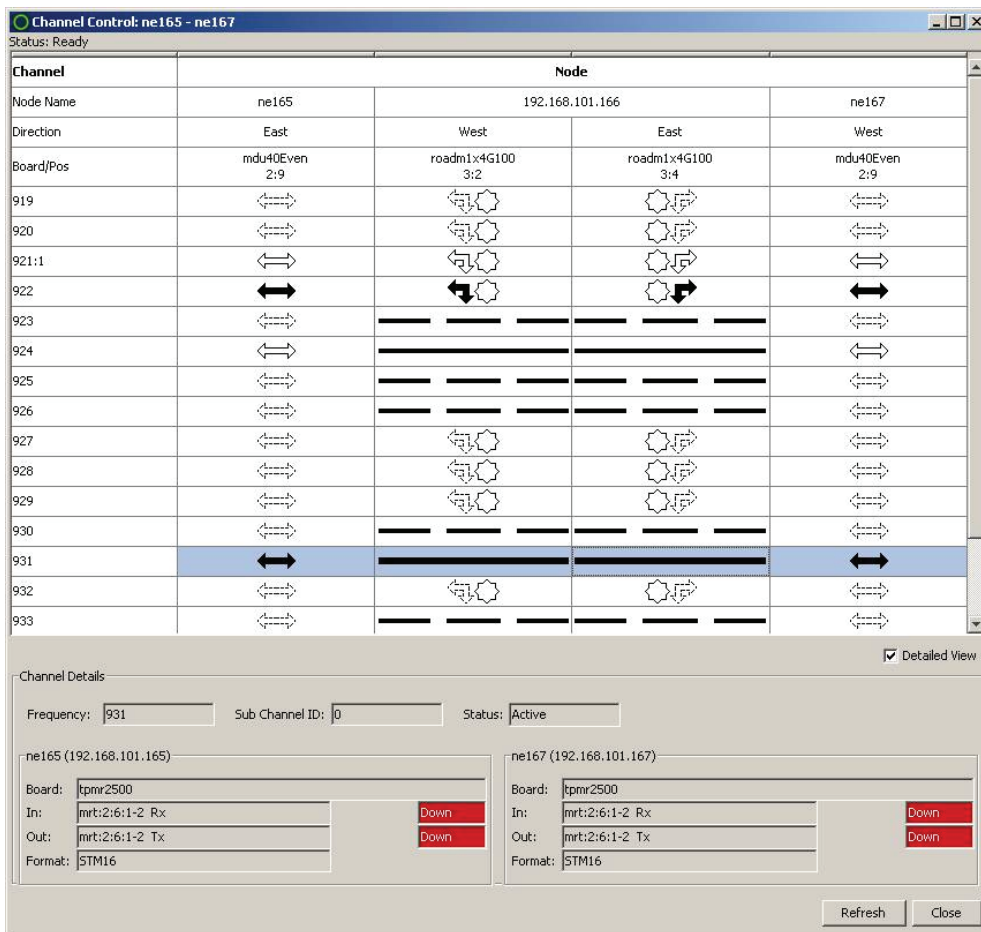 Channel Control: ne165 - ne167
Status: Ready
Channel Node
Node Name ne165 192.168.101.166 ne167
Direction East West East West
Board/Pos mdu40Even 2:9 roadm1x4G100 3:2 roadm1x4G100 3:4 mdu40Even 2:9
919
920
921:1
922
923
924
925
926
927
928
929
930
931
932
933
Detailed View
Channel Details
Frequency: 931 Sub Channel ID: 0 Status: Active
ne165 (192.168.101.165)
Board: tpmr2500
In: mrt:2:6:1-2 Rx Down
Out: mrt:2:6:1-2 Tx Down
Format: STM16
ne167 (192.168.101.167)
Board: tpmr2500
In: mrt:2:6:1-2 Rx Down
Out: mrt:2:6:1-2 Tx Down
Format: STM16
Refresh Close